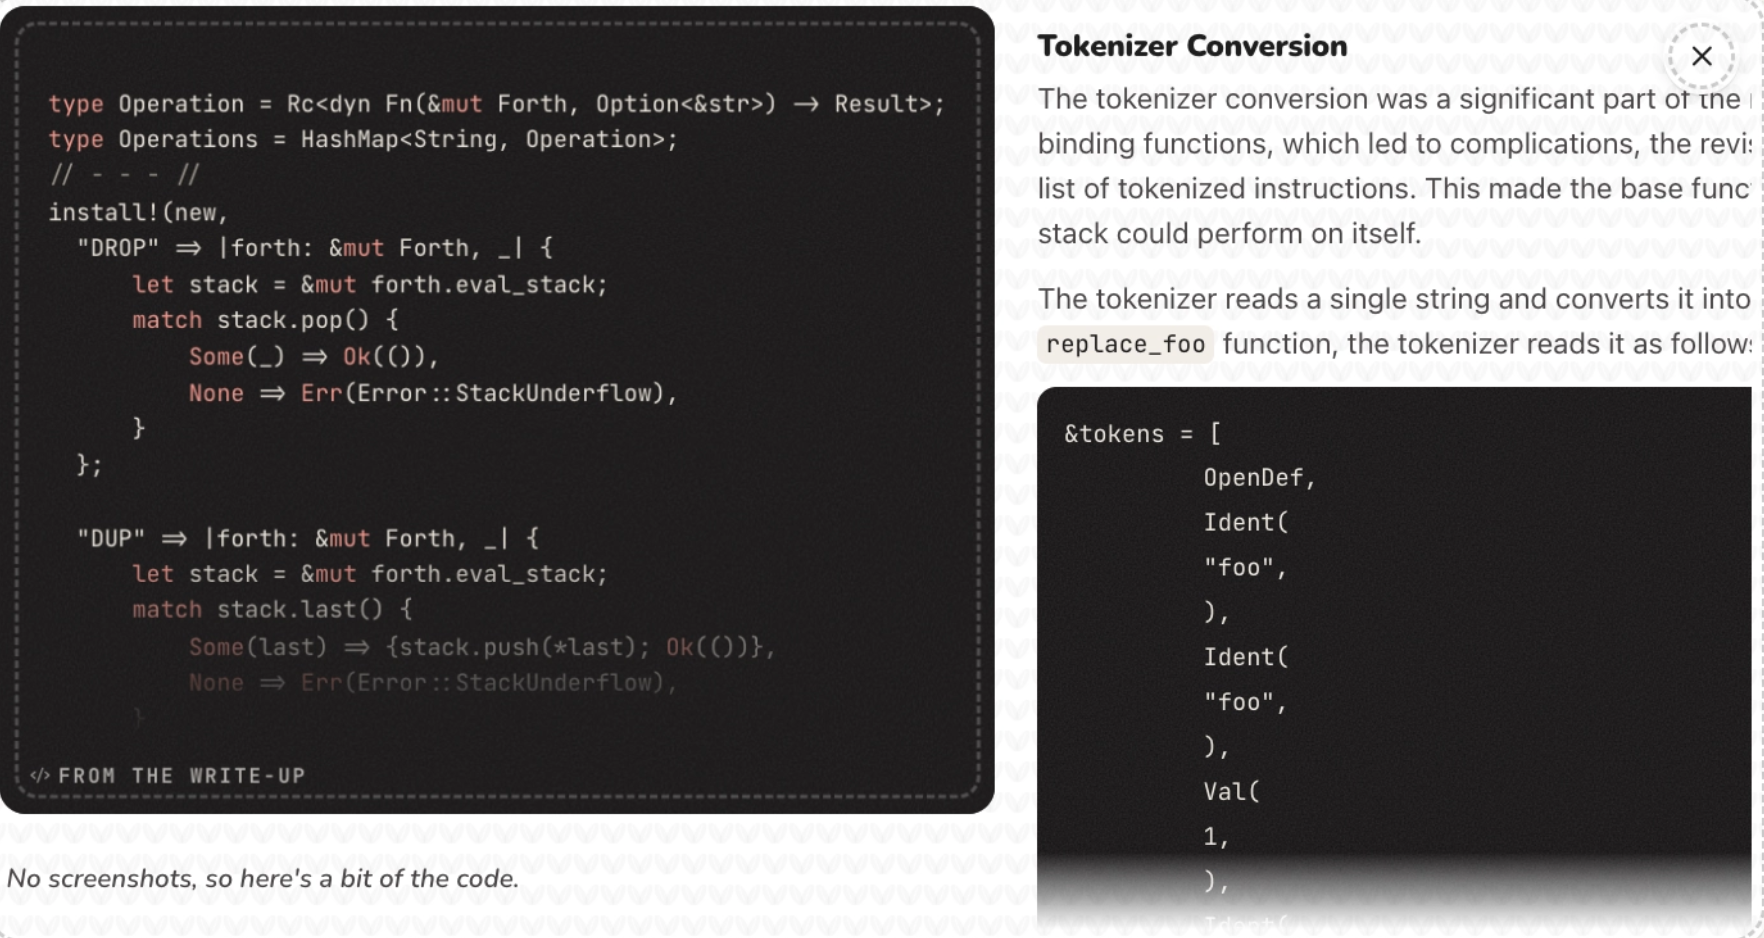 type Operation = Rc<dyn Fn(&mut Forth, Option<&str>) -> Result>;
type Operations = HashMap<String, Operation>;
// - - - //
install!(new,
"DROP" => |forth: &mut Forth, _| {
let stack = &mut forth.eval_stack;
match stack.pop() {
Some(_) => Ok(()),
None => Err(Error::StackUnderflow),
}
};
"DUP" => |forth: &mut Forth, _| {
let stack = &mut forth.eval_stack;
match stack.last() {
Some(last) => {stack.push(*last); Ok(())},
None => Err(Error::StackUnderflow),
}
</> FROM THE WRITE-UP
No screenshots, so here's a bit of the code.
Tokenizer Conversion
The tokenizer conversion was a significant part of the
binding functions, which led to complications, the
list of tokenized instructions. This made the base
stack could perform on itself.
The tokenizer reads a single string and converts it into
replace_foo function, the tokenizer reads it as
&tokens = [
OpenDef,
Ident(
"foo",
),
Ident(
"foo",
),
Val(
1,
),
Ident(